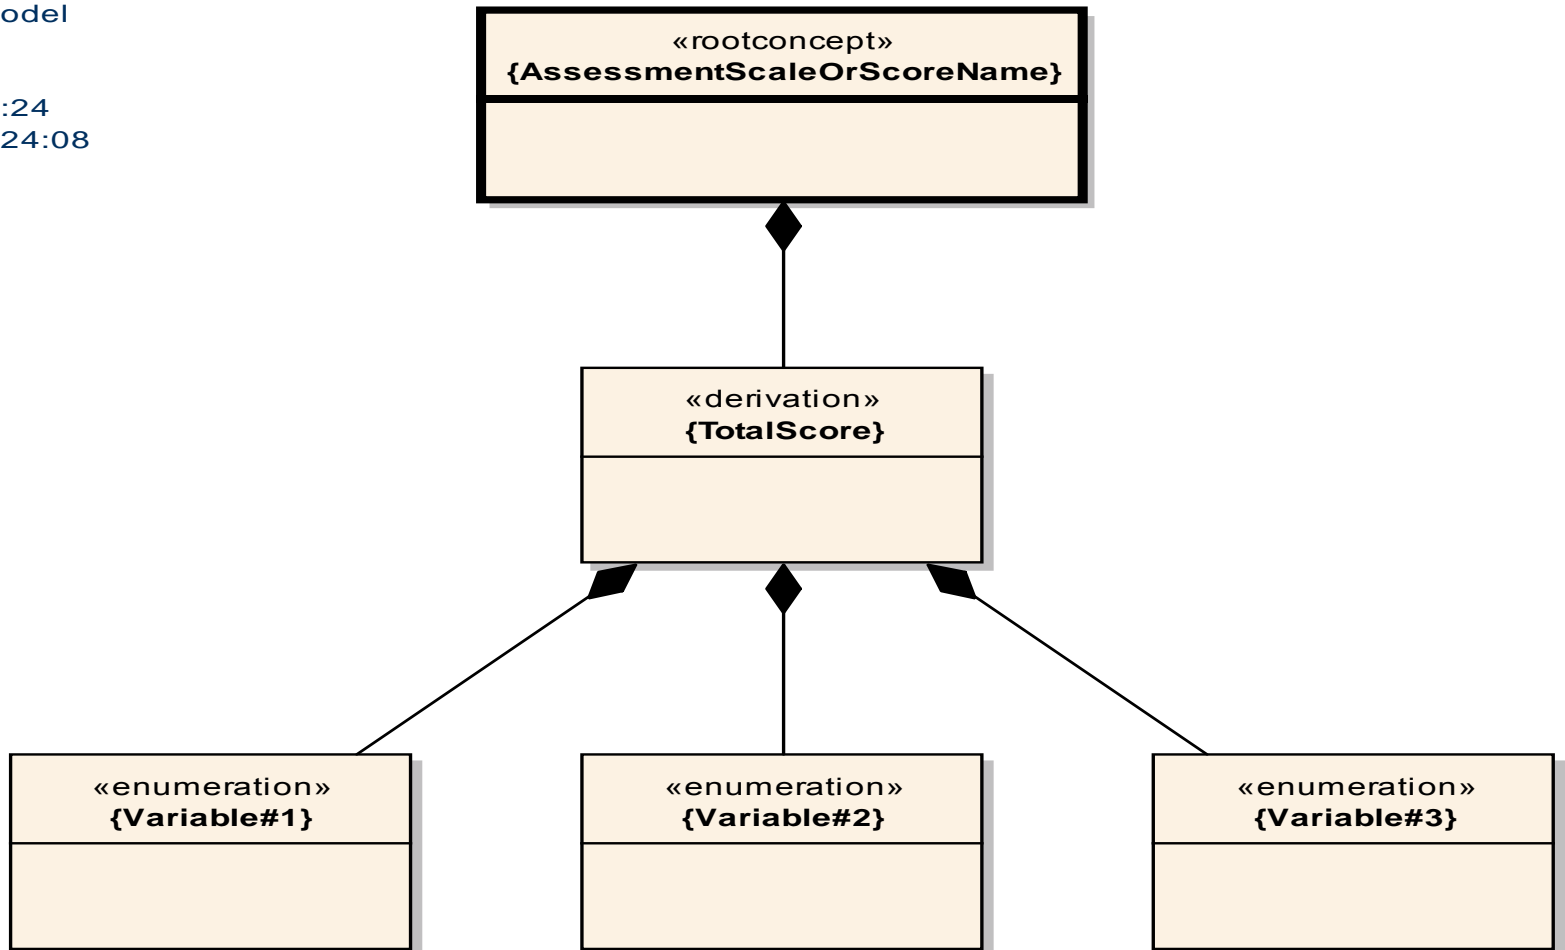 odel
:24
24:08
«rootconcept»
{AssessmentScaleOrScoreName}
«derivation»
{TotalScore}
«enumeration»
{Variable#1}
«enumeration»
{Variable#2}
«enumeration»
{Variable#3}